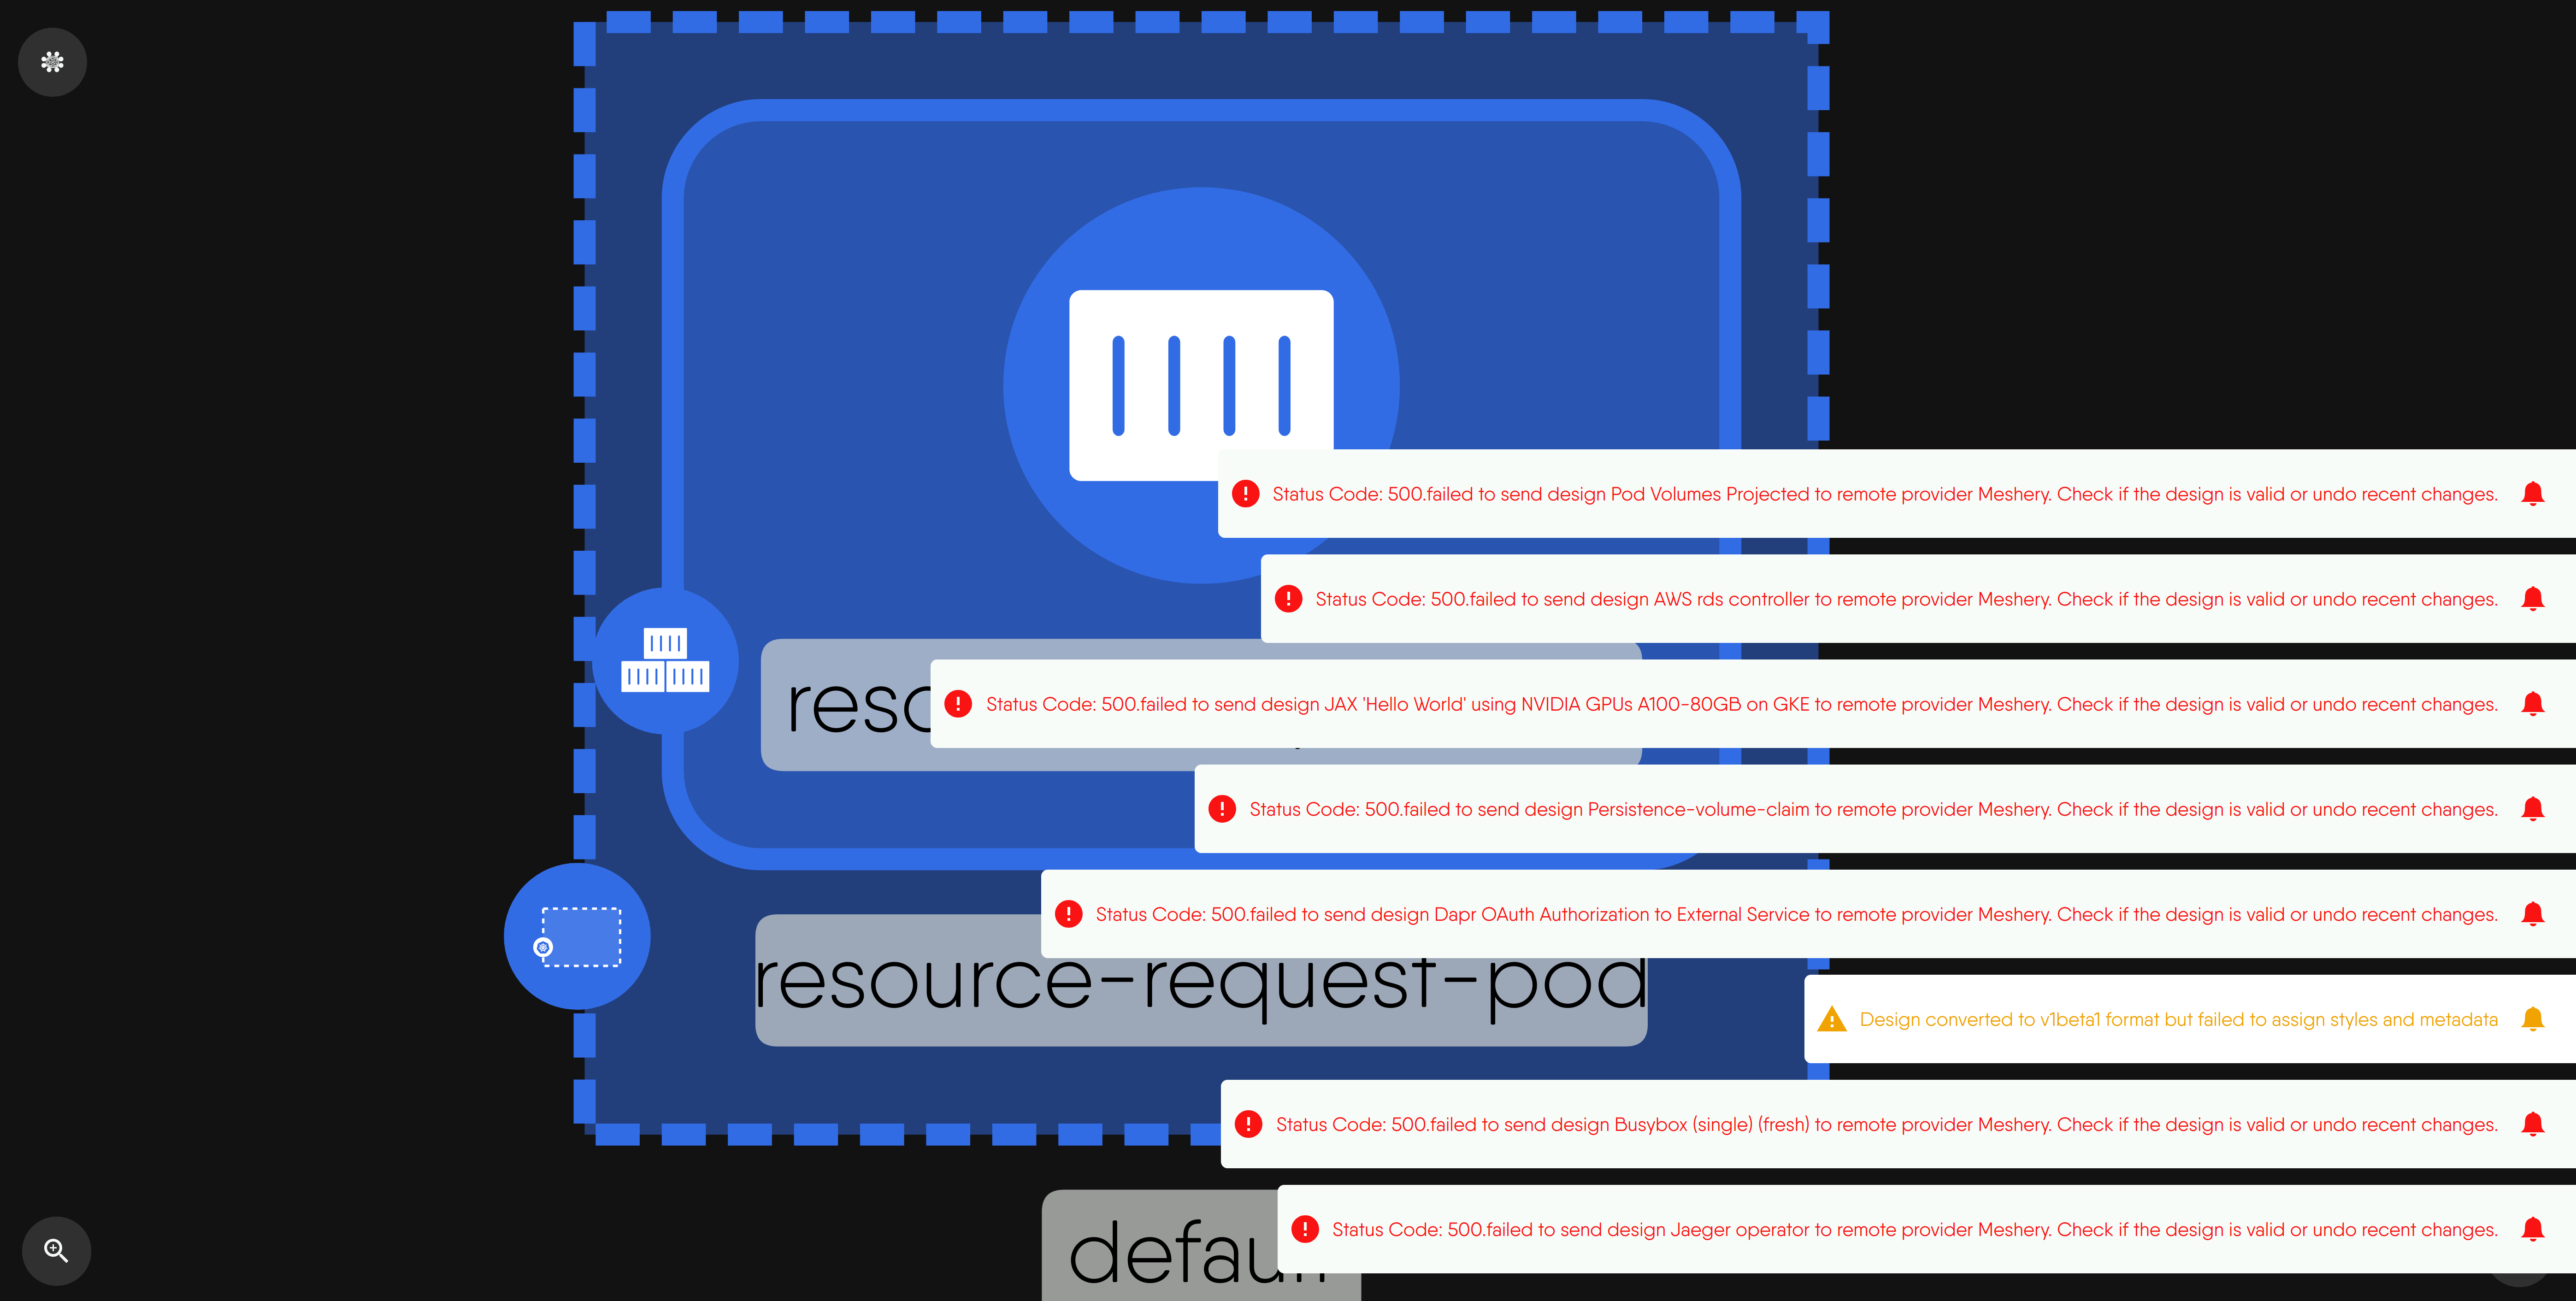 Status Code: 500.failed to send design Pod Volumes Projected to remote provider Meshery. Check if the design is valid or undo recent changes.
Status Code: 500.failed to send design AWS rds controller to remote provider Meshery. Check if the design is valid or undo recent changes.
Status Code: 500.failed to send design JAX 'Hello World' using NVIDIA GPUs A100-80GB on GKE to remote provider Meshery. Check if the design is valid or undo recent changes.
Status Code: 500.failed to send design Persistence-volume-claim to remote provider Meshery. Check if the design is valid or undo recent changes.
Status Code: 500.failed to send design Dapr OAuth Authorization to External Service to remote provider Meshery. Check if the design is valid or undo recent changes.
resource-request-pod
Design converted to v1beta1 format but failed to assign styles and metadata
Status Code: 500.failed to send design Busybox (single) (fresh) to remote provider Meshery. Check if the design is valid or undo recent changes.
Status Code: 500.failed to send design Jaeger operator to remote provider Meshery. Check if the design is valid or undo recent changes.
default